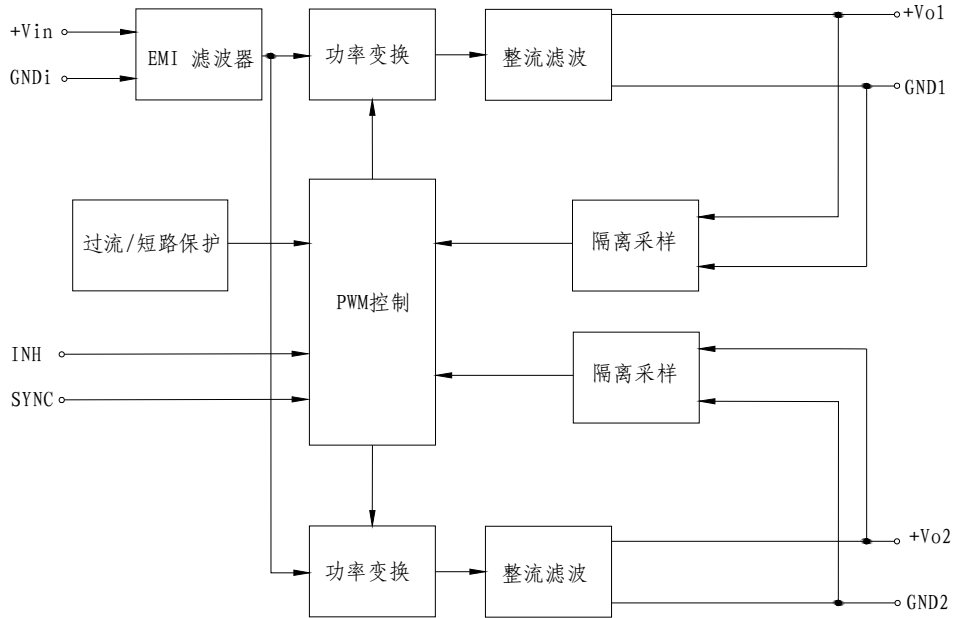 +Vin
GNDi
EMI 滤波器
功率变换
整流滤波
+Vo1
GND1
过流/短路保护
隔离采样
PWM控制
INH
SYNC
隔离采样
功率变换
整流滤波
+Vo2
GND2